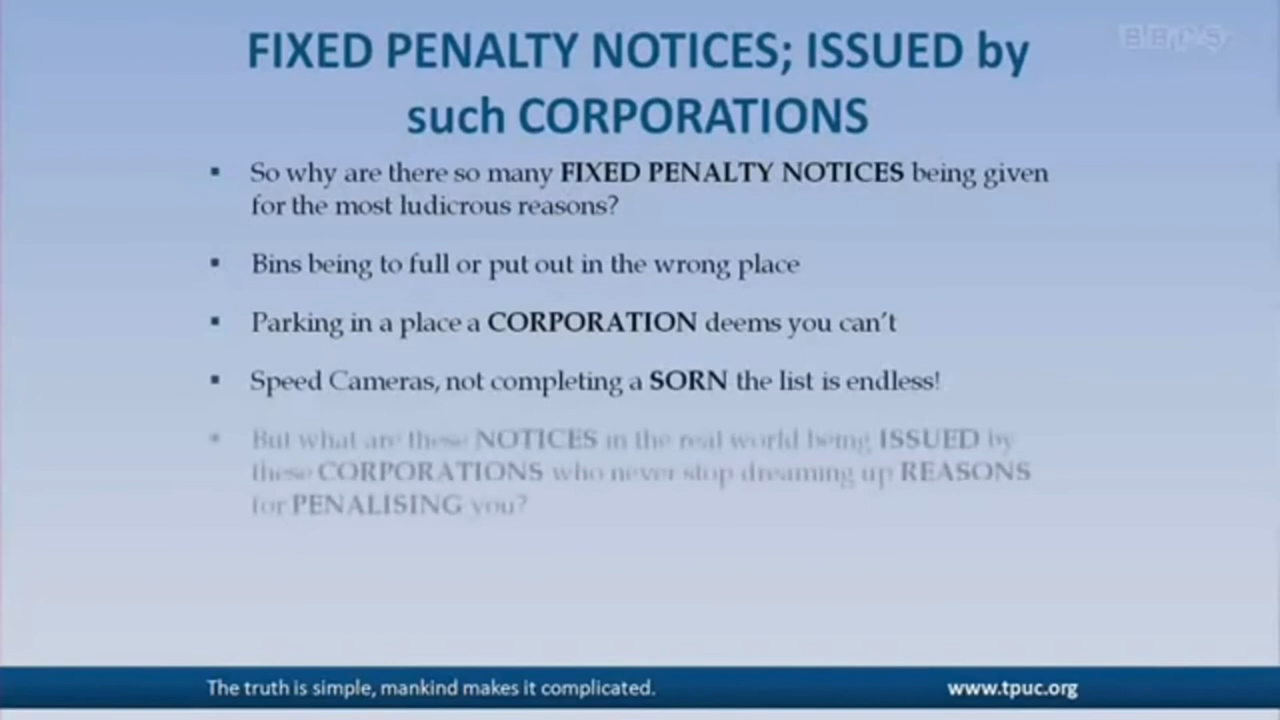 FIXED PENALTY NOTICES; ISSUED by
such CORPORATIONS
So why are there so many FIXED PENALTY NOTICES being given
for the most ludicrous reasons?
Bins being to full or put out in the wrong place
Parking in a place a CORPORATION deems you can't
Speed Cameras, not completing a SORN the list is endless!
But what are these NOTICES in the real world being ISSUED by
these CORPORATIONS who never stop dreaming up REASONS
for PENALISING you?
The truth is simple, mankind makes it complicated.
www.tpuc.org